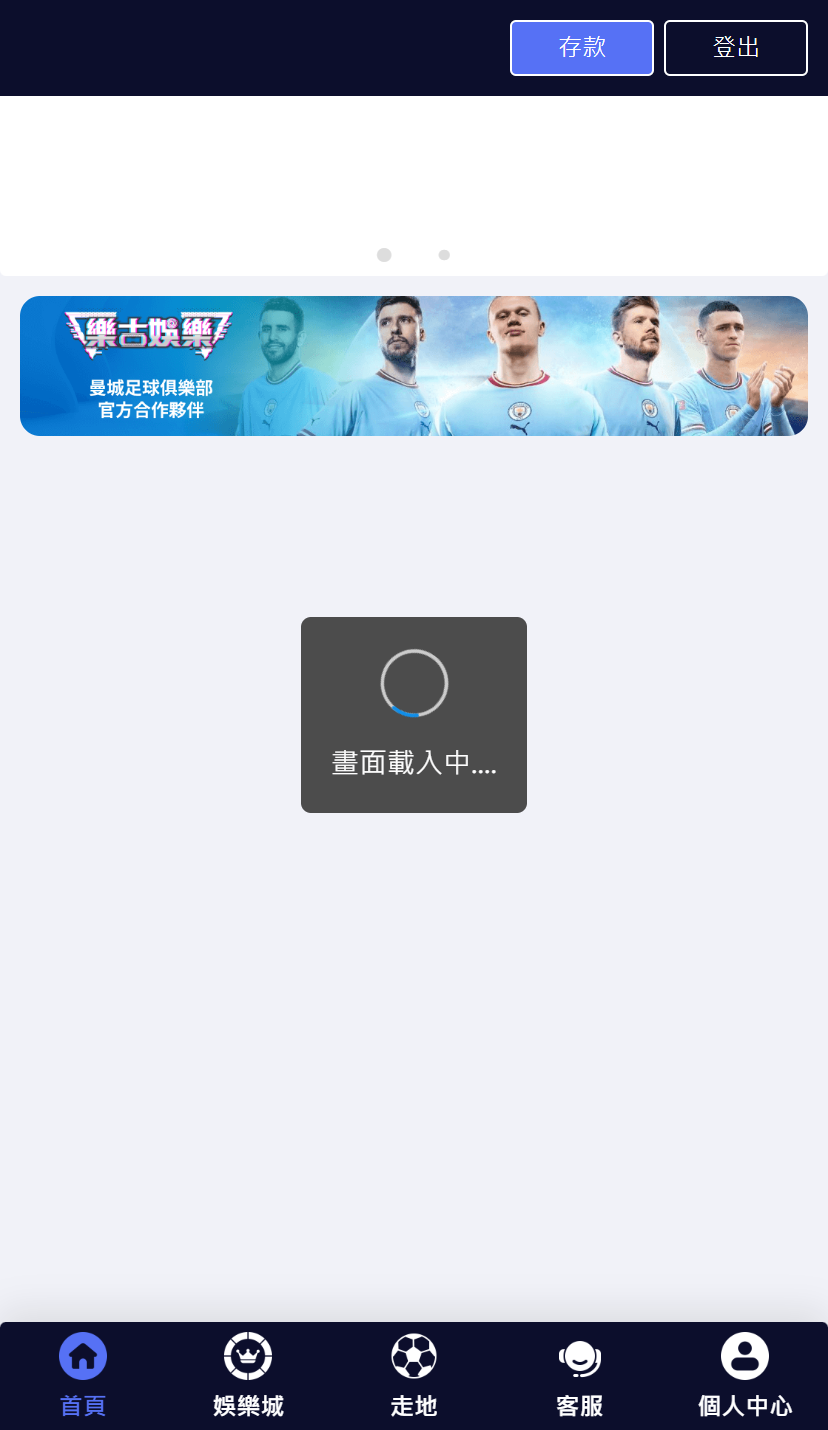 存款
登出
樂古娛樂
曼城足球俱樂部
官方合作夥伴
畫面載入中....
首頁
娛樂城
走地
客服
個人中心